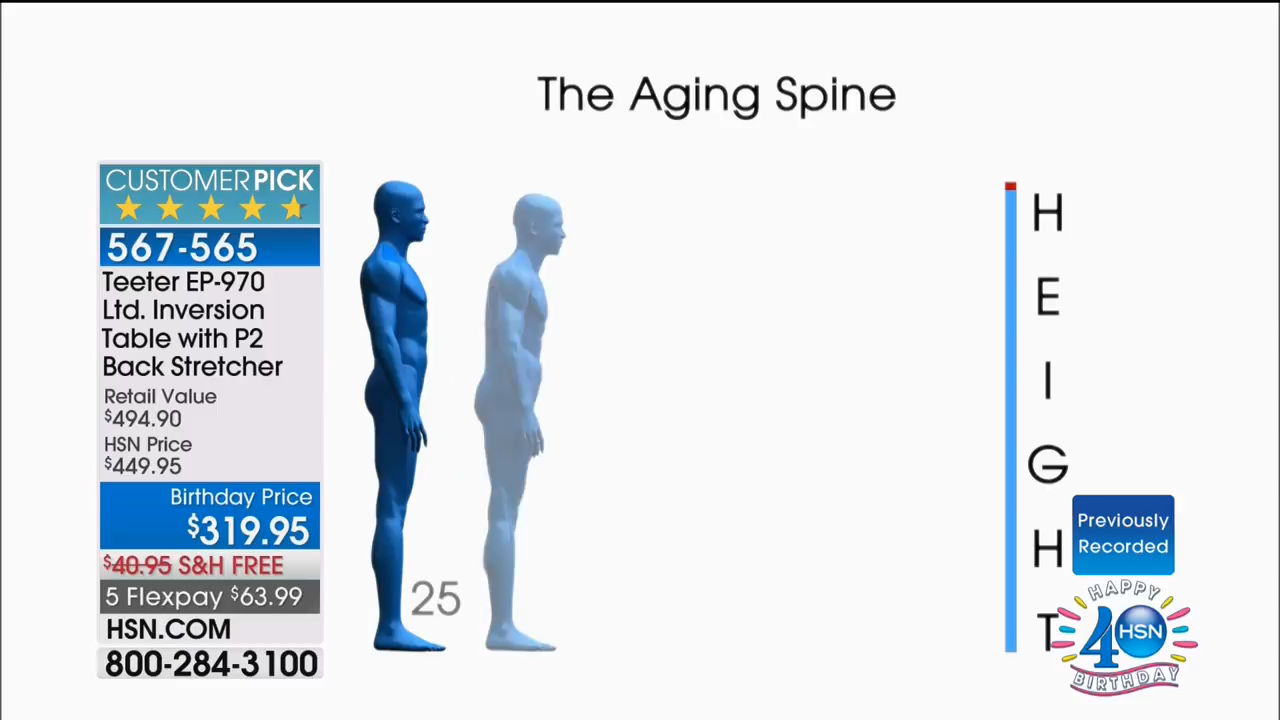 The Aging Spine
CUSTOMERPICK
567-565
Teeter EP-970
Ltd. Inversion
Table with P2
Back Stretcher
Retail Value
$494.90
HSN Price
$449.95
Birthday Price
$319.95
$40.95 S&H FREE
5 Flexpay $63.99
HSN.COM
800-284-3100
25
H
E
I
G
H
T
Previously
Recorded
HAPPY
40
HSN
BIRTHDAY